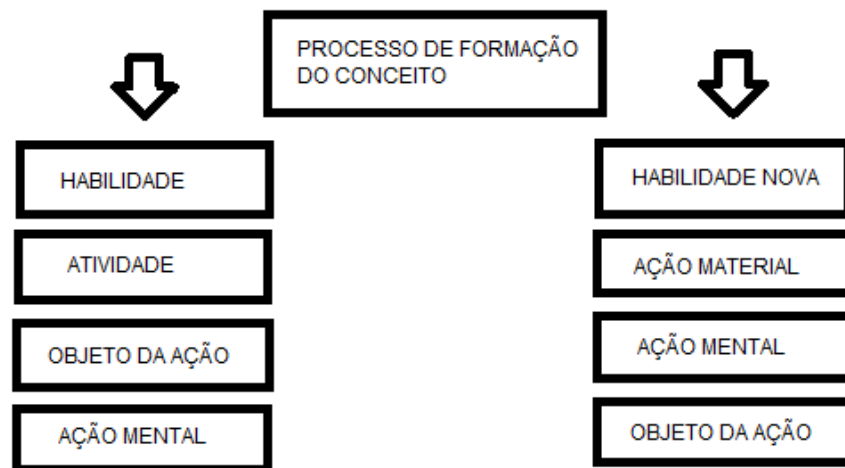 PROCESSO DE FORMAÇÃO
DO CONCEITO
HABILIDADE
ATIVIDADE
OBJETO DA AÇÃO
AÇÃO MENTAL
HABILIDADE NOVA
AÇÃO MATERIAL
AÇÃO MENTAL
OBJETO DA AÇÃO